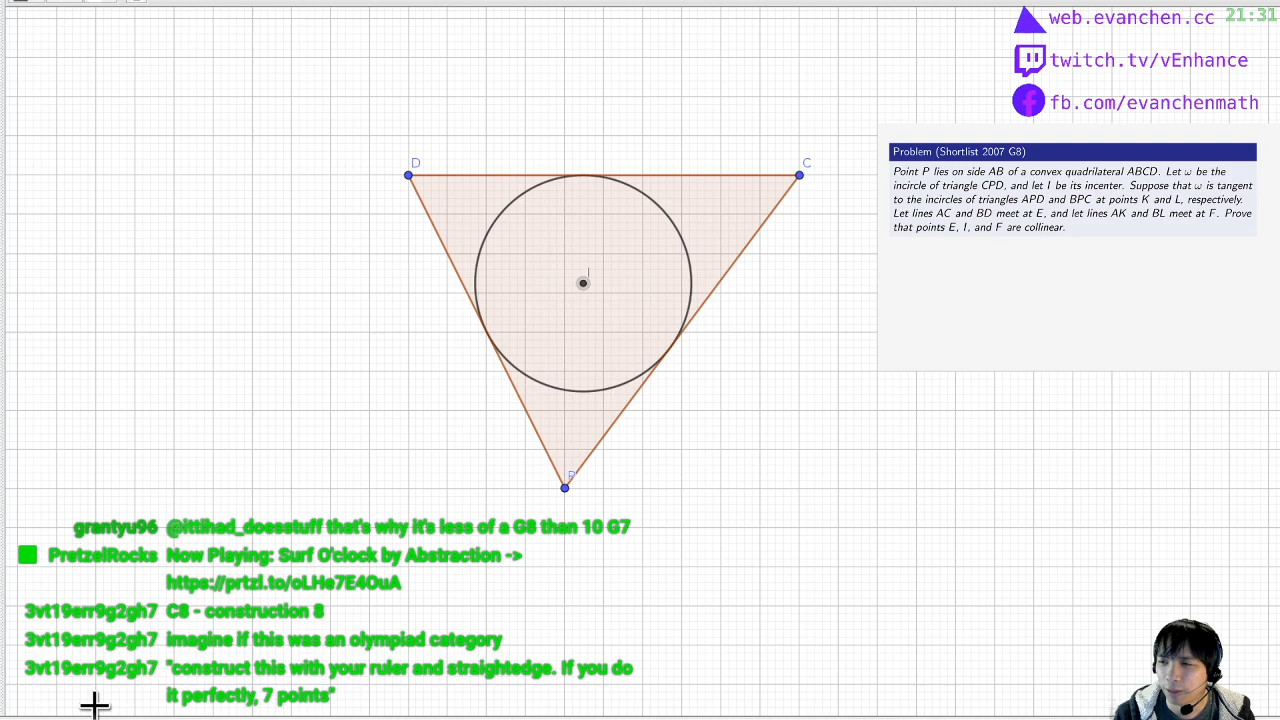 web.evanchen.cc 21:31
twitch.tv/vEnhance
fb.com/evanchenmath
Problem (Shortlist 2007 G8)
Point P lies on side AB of a convex quadrilateral ABCD. Let ω be the
incircle of triangle CPD, and let I be its incenter. Suppose that ω is tangent
to the incircles of triangles APD and BPC at points K and L, respectively.
Let lines AC and BD meet at E, and let lines AK and BL meet at F. Prove
that points E, I, and F are collinear.
D
C
I
P
grantyu96 @ittihad_doesstuff that's why it's less of a G8 than 10 G7
PretzelRocks Now Playing: Surf O'clock by Abstraction ->
https://prtzl.to/oLHe7E4OuA
3vt19err9g2gh7 C8 - construction 8
3vt19err9g2gh7 imagine if this was an olympiad category
3vt19err9g2gh7 "construct this with your ruler and straightedge. If you do
it perfectly, 7 points"